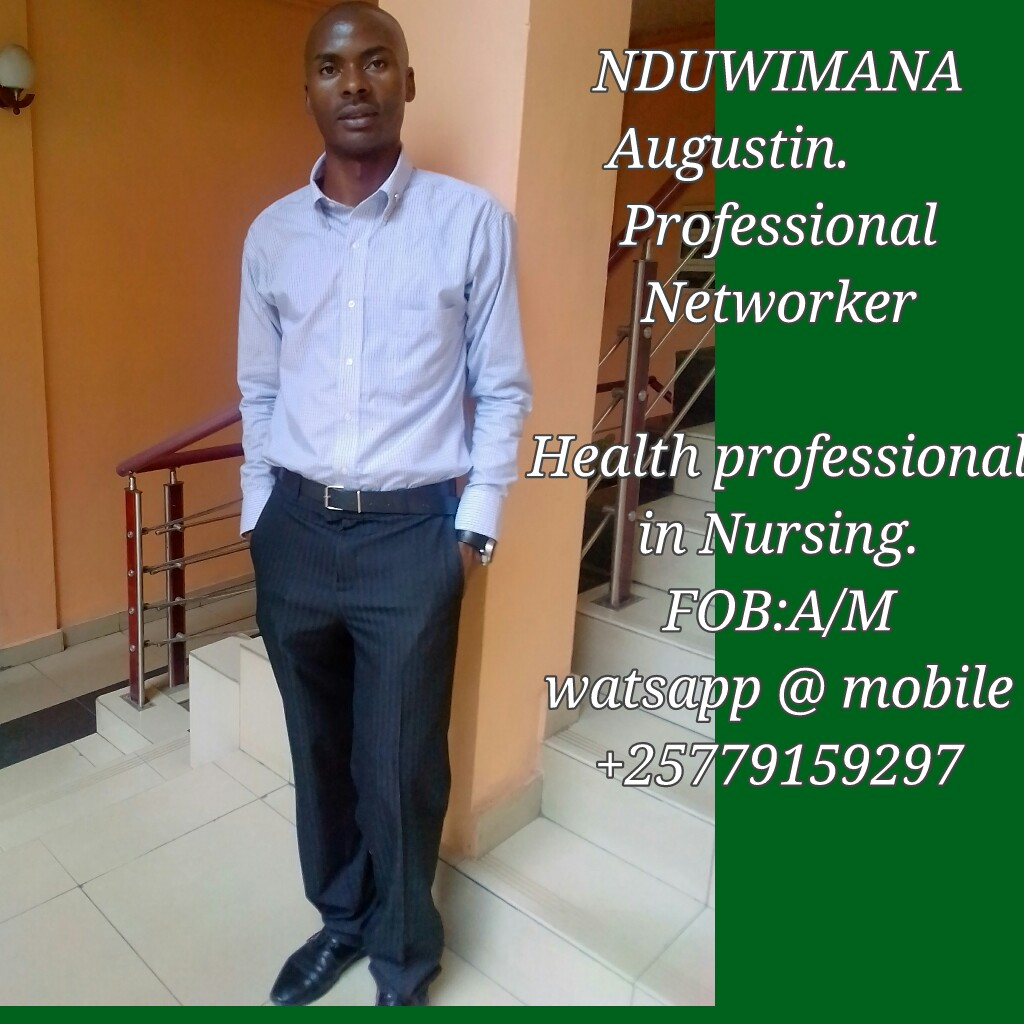 NDUWIMANA
Augustin.
Professional
Networker
Health professional
in Nursing.
FOB:A/M
watsapp @ mobile
+25779159297